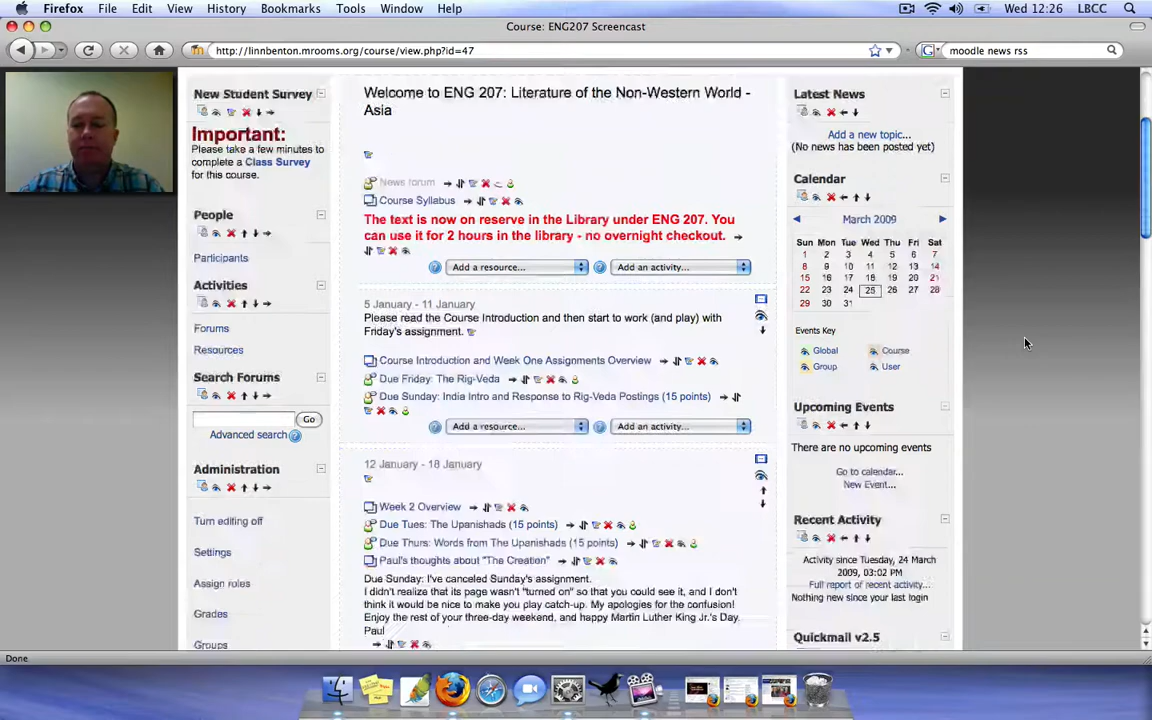 Firefox File Edit View History Bookmarks Tools Window Help Wed 12:26 LBCC
Course: ENG207 Screencast
http://linnbenton.mrooms.org/course/view.php?id=47
moodle news rss
New Student Survey
Important:
Please take a few minutes to
complete a Class Survey
for this course.
People
Participants
Activities
Forums
Resources
Search Forums
Go
Advanced search
Administration
Turn editing off
Settings
Assign roles
Grades
Groups
Welcome to ENG 207: Literature of the Non-Western World -
Asia
News forum
Course Syllabus
The text is now on reserve in the Library under ENG 207. You
can use it for 2 hours in the library - no overnight checkout.
Add a resource... Add an activity...
5 January - 11 January
Please read the Course Introduction and then start to work (and play) with
Friday's assignment.
Course Introduction and Week One Assignments Overview
Due Friday: The Rig-Veda
Due Sunday: India Intro and Response to Rig-Veda Postings (15 points)
Add a resource... Add an activity...
12 January - 18 January
Week 2 Overview
Due Tues: The Upanishads (15 points)
Due Thurs: Words from The Upanishads (15 points)
Paul's thoughts about "The Creation"
Due Sunday: I've canceled Sunday's assignment.
I didn't realize that its page wasn't "turned on" so that you could see it, and I don't
think it would be nice to make you play catch-up. My apologies for the confusion!
Enjoy the rest of your three-day weekend, and happy Martin Luther King Jr.'s Day.
Paul
Latest News
Add a new topic...
(No news has been posted yet)
Calendar
March 2009
Sun Mon Tue Wed Thu Fri Sat
1 2 3 4 5 6 7
8 9 10 11 12 13 14
15 16 17 18 19 20 21
22 23 24 25 26 27 28
29 30 31
Events Key
Global Course
Group User
Upcoming Events
There are no upcoming events
Go to calendar...
New Event...
Recent Activity
Activity since Tuesday, 24 March
2009, 03:02 PM
Full report of recent activity...
Nothing new since your last login
Quickmail v2.5
Done